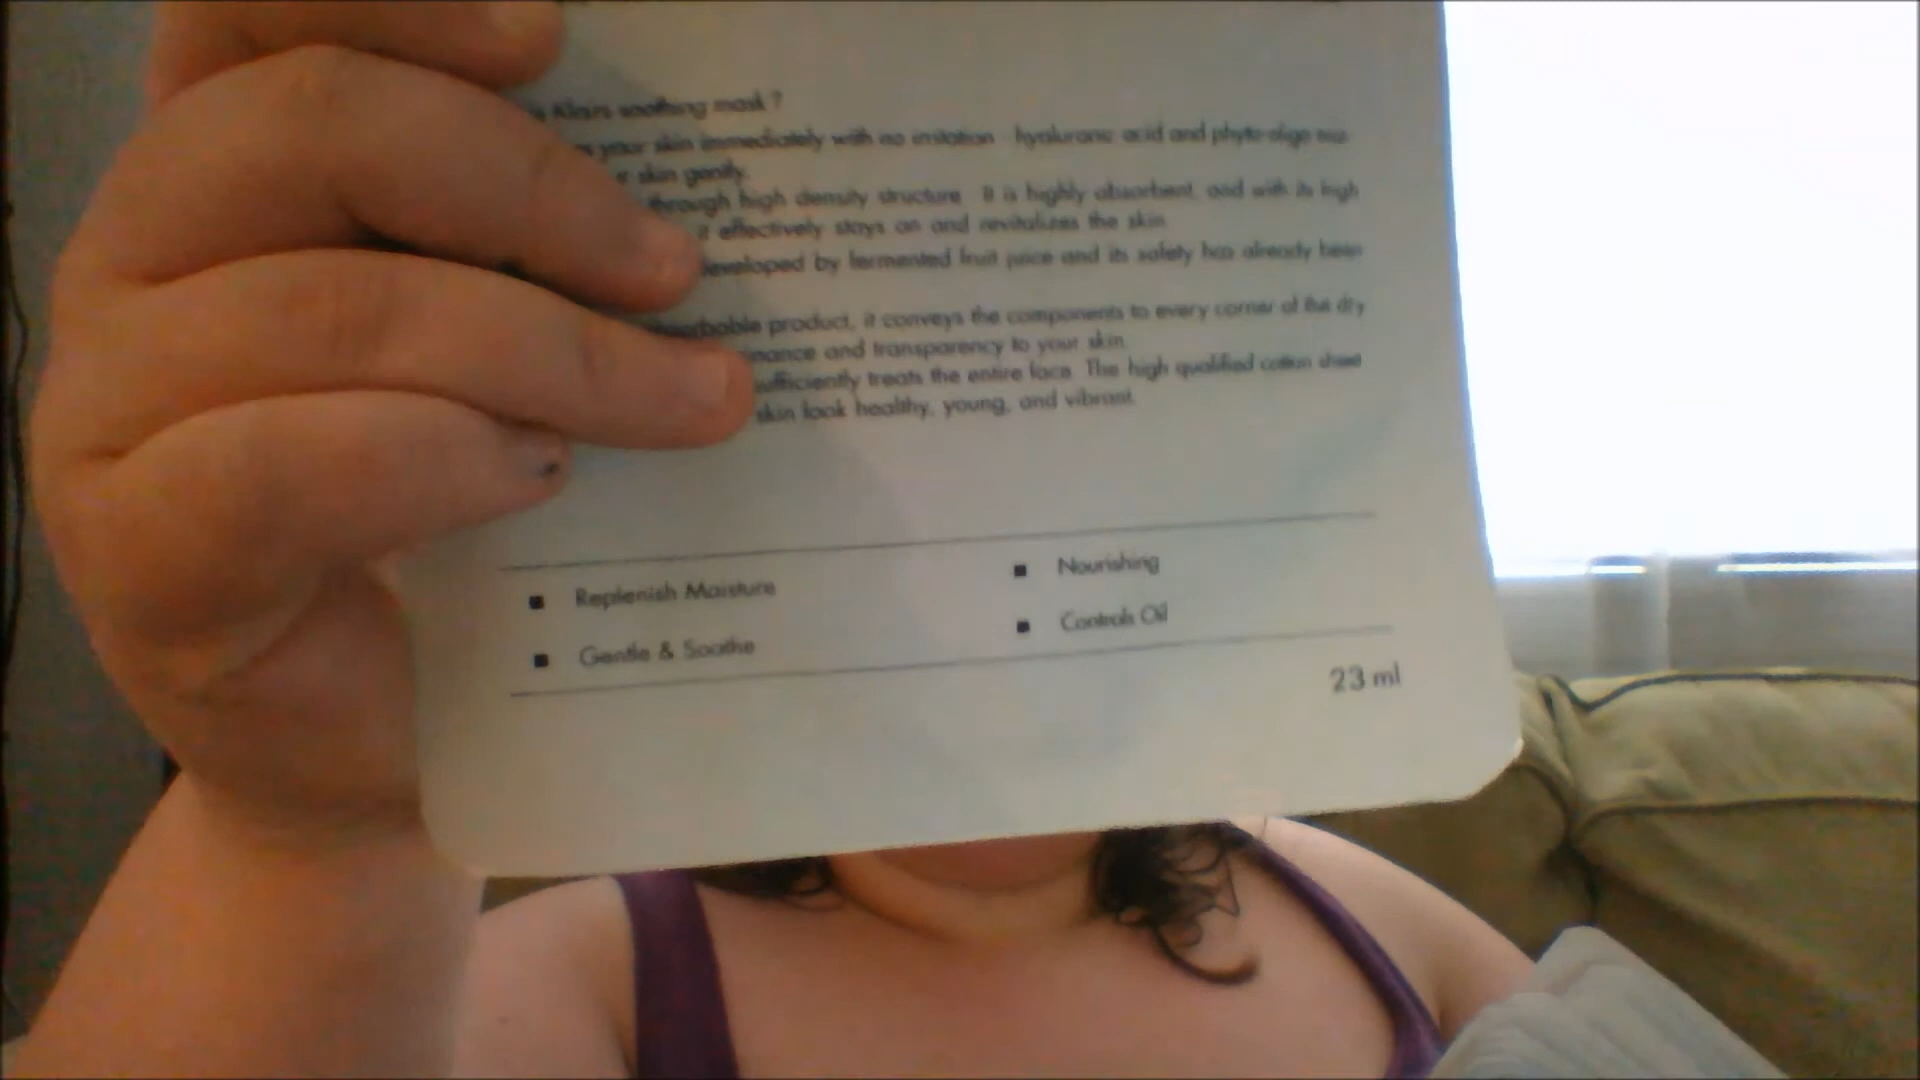 Klairs soothing mask ?
your skin immediately with no irritation : hyaluronic acid and phyto-oligo
skin gently.
through high density structure : It is highly absorbent, and with its high
it effectively stays on and revitalizes the skin.
developed by fermented fruit juice and its safety has already been
product, it conveys the components to every corner of the dry
and transparency to your skin.
sufficiently treats the entire face. The high qualified cotton sheet
skin look healthy, young, and vibrant.
Replenish Moisture
Nourishing
Gentle & Soothe
Controls Oil
23 ml